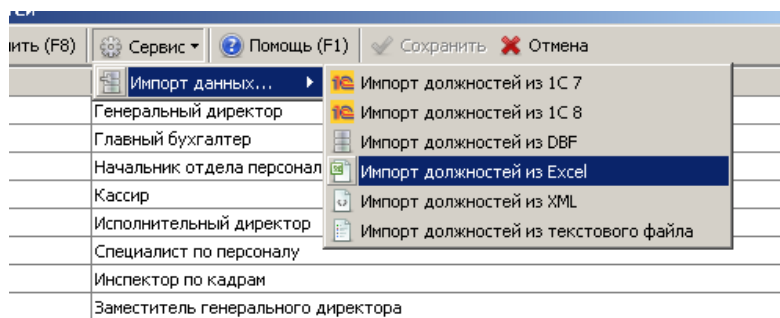 ить (F8) Сервис Помощь (F1) Сохранить Отмена
Импорт данных... Импорт должностей из 1С 7
Генеральный директор Импорт должностей из 1С 8
Главный бухгалтер Импорт должностей из DBF
Начальник отдела персонал Импорт должностей из Excel
Кассир Импорт должностей из XML
Исполнительный директор Импорт должностей из текстового файла
Специалист по персоналу
Инспектор по кадрам
Заместитель генерального директора